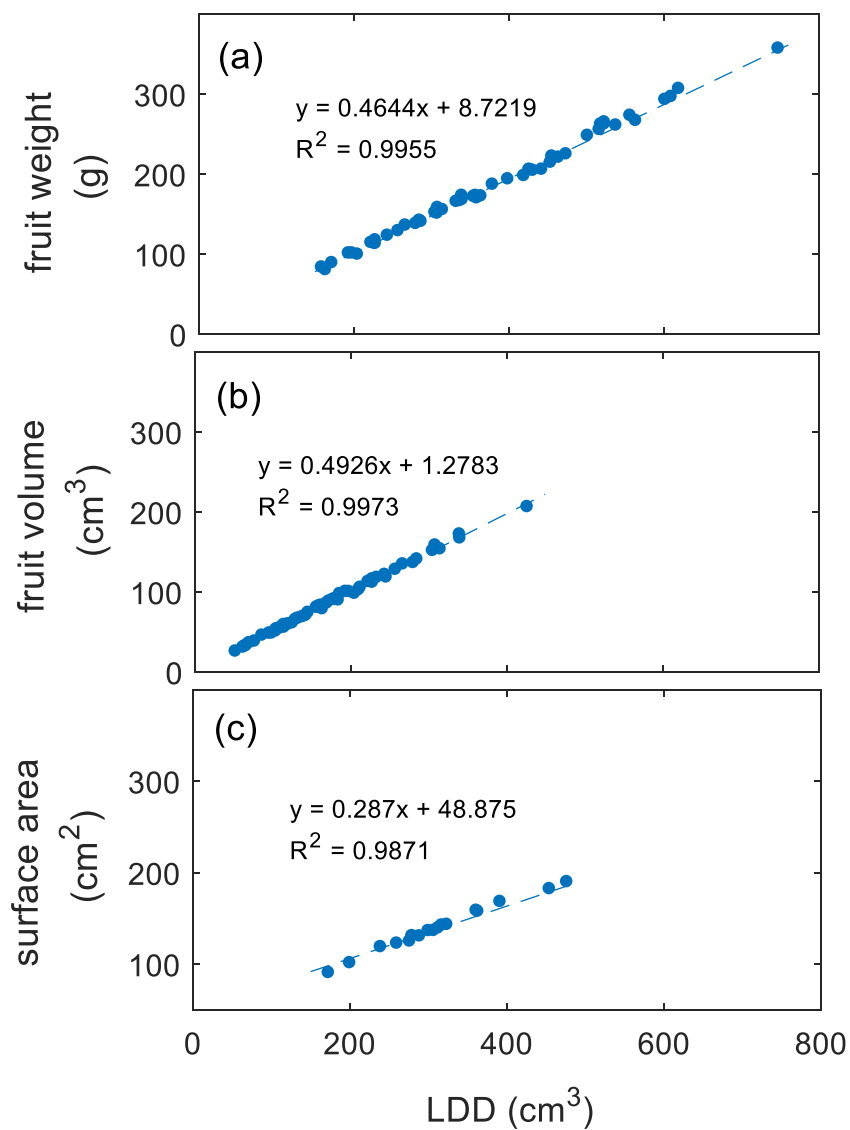 (a)
y = 0.4644x + 8.7219
R² = 0.9955
fruit weight
(g)
300
200
100
0
(b)
y = 0.4926x + 1.2783
R² = 0.9973
fruit volume
(cm³)
300
200
100
0
(c)
y = 0.287x + 48.875
R² = 0.9871
surface area
(cm²)
300
200
100
0 200 400 600 800
LDD (cm³)